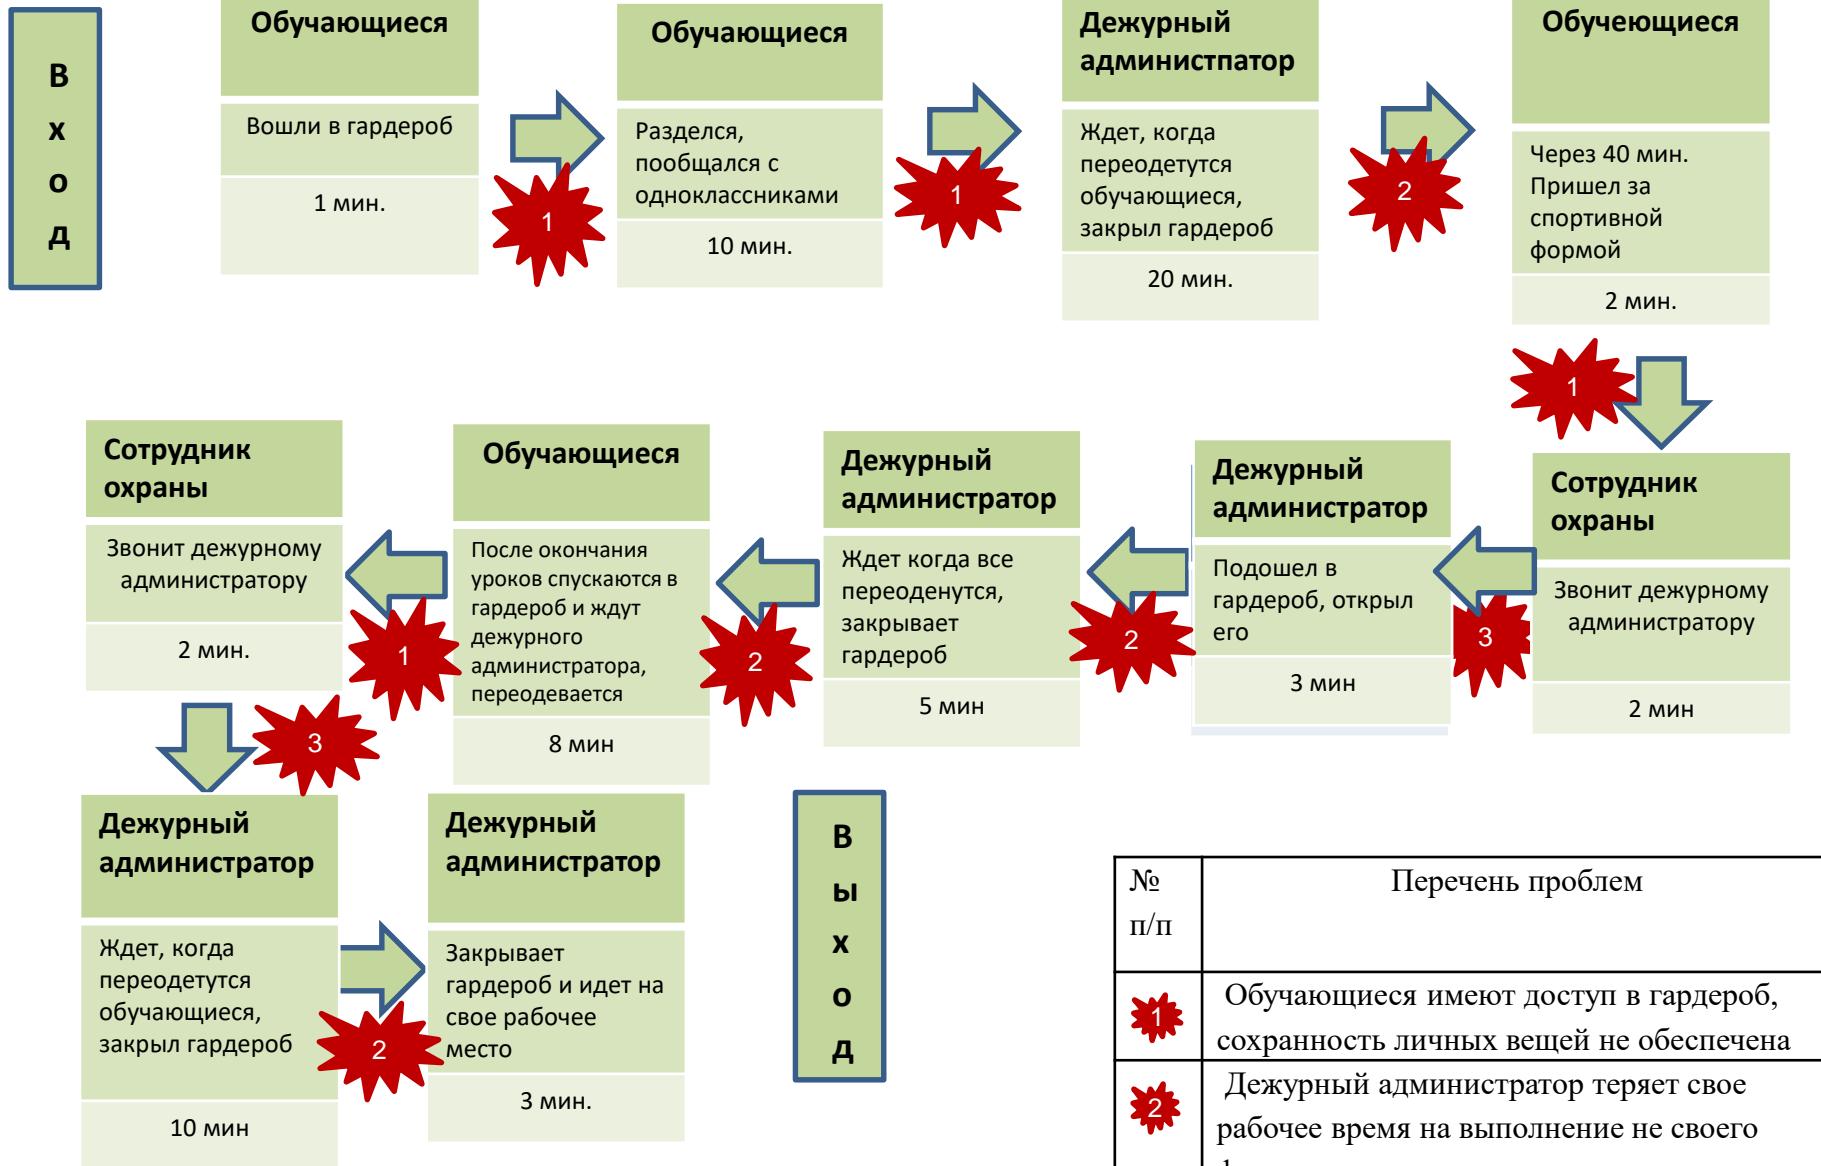 В
х
о
д
Обучающиеся
Вошли в гардероб
1 мин.
1
Обучающиеся
Разделся,
пообщался с
одноклассниками
10 мин.
1
Дежурный
администпатор
Ждет, когда
переодетутся
обучающиеся,
закрыл гардероб
20 мин.
2
Обучеющиеся
Через 40 мин.
Пришел за
спортивной
формой
2 мин.
1
Сотрудник
охраны
Звонит дежурному
администратору
2 мин
3
Дежурный
администратор
Подошел в
гардероб, открыл
его
3 мин
2
Дежурный
администратор
Ждет когда все
переоденутся,
закрывает
гардероб
5 мин
2
Обучающиеся
После окончания
уроков спускаются в
гардероб и ждут
дежурного
администратора,
переодевается
8 мин
1
Сотрудник
охраны
Звонит дежурному
администратору
2 мин.
3
Дежурный
администратор
Ждет, когда
переодетутся
обучающиеся,
закрыл гардероб
10 мин
2
Дежурный
администратор
Закрывает
гардероб и идет на
свое рабочее
место
3 мин.
В
ы
х
о
д
№
п/п
Перечень проблем
1
Обучающиеся имеют доступ в гардероб,
сохранность личных вещей не обеспечена
2
Дежурный администратор теряет свое
рабочее время на выполнение не своего